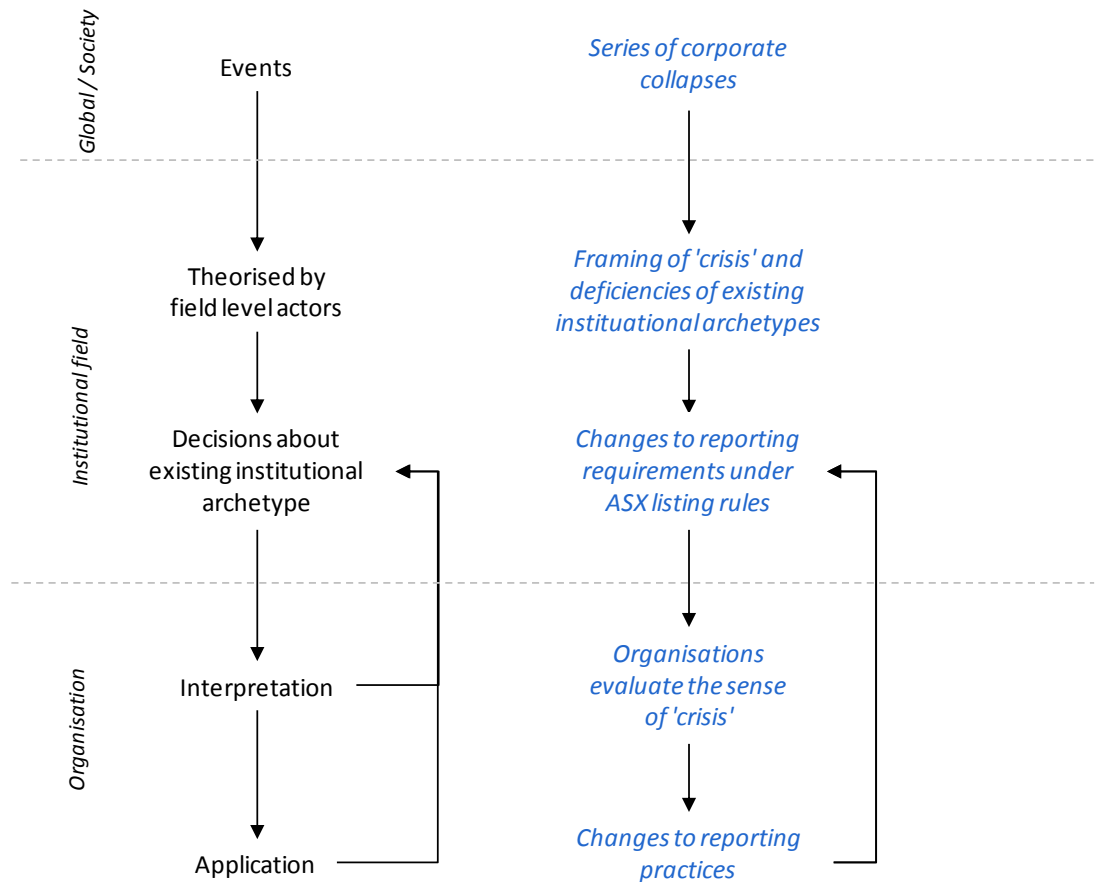 Global / Society
Events
Series of corporate
collapses
Institutional field
Theorised by
field level actors
Framing of 'crisis' and
deficiencies of existing
instituational archetypes
Decisions about
existing institutional
archetype
Changes to reporting
requirements under
ASX listing rules
Organisation
Interpretation
Organisations
evaluate the sense
of 'crisis'
Application
Changes to reporting
practices